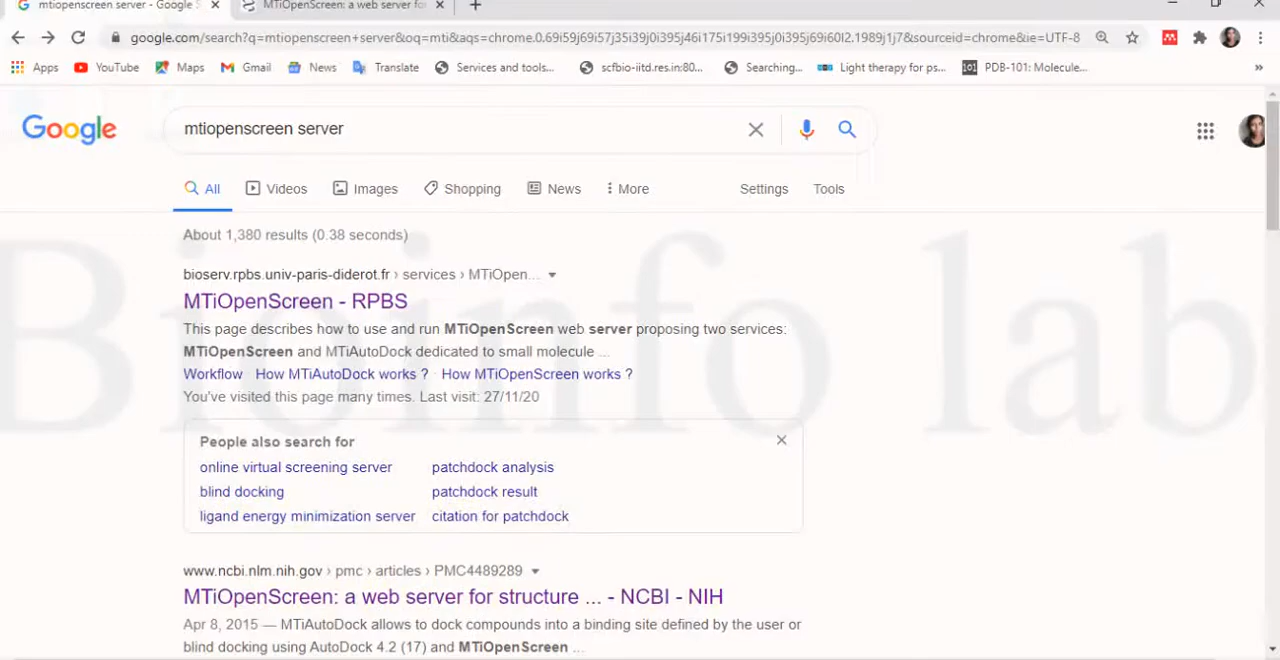 mtiopenscreen server - Google S
MTiOpenScreen: a web server fo
google.com/search?q=mtiopenscreen+server&oq=mti&aqs=chrome.0.69i59j69i57j35i39j0i395j46i175i199i395j0i395j69i60l2.1989j1j7&sourceid=chrome&ie=UTF-8
Apps YouTube Maps Gmail News Translate Services and tools... scfbio-iitd.res.in:80... Searching... Light therapy for ps... 101 PDB-101: Molecule... »
Google
mtiopenscreen server
All Videos Images Shopping News More Settings Tools
About 1,380 results (0.38 seconds)
bioserv.rpbs.univ-paris-diderot.fr › services › MTiOpen...
MTiOpenScreen - RPBS
This page describes how to use and run MTiOpenScreen web server proposing two services:
MTiOpenScreen and MTiAutoDock dedicated to small molecule ...
Workflow · How MTiAutoDock works ? · How MTiOpenScreen works ?
You've visited this page many times. Last visit: 27/11/20
People also search for
online virtual screening server patchdock analysis
blind docking patchdock result
ligand energy minimization server citation for patchdock
www.ncbi.nlm.nih.gov › pmc › articles › PMC4489289
MTiOpenScreen: a web server for structure ... - NCBI - NIH
Apr 8, 2015 — MTiAutoDock allows to dock compounds into a binding site defined by the user or
blind docking using AutoDock 4.2 (17) and MTiOpenScreen ...
Bioinfo lab